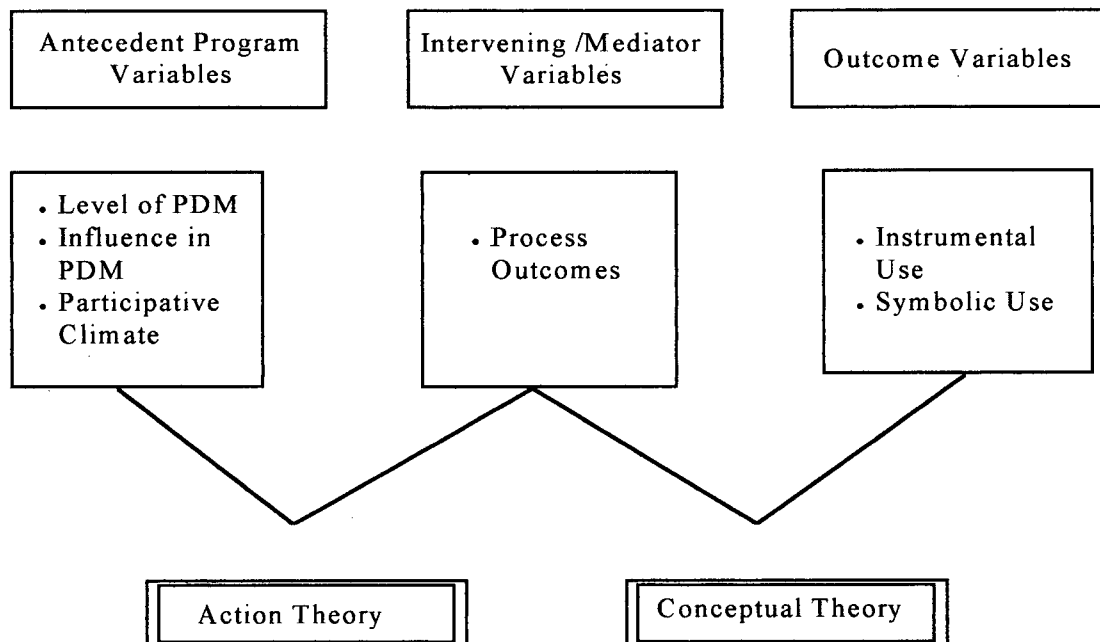 Antecedent Program
Variables
Intervening /Mediator
Variables
Outcome Variables
• Level of PDM
• Influence in
PDM
• Participative
Climate
• Process
Outcomes
• Instrumental
Use
• Symbolic Use
Action Theory
Conceptual Theory